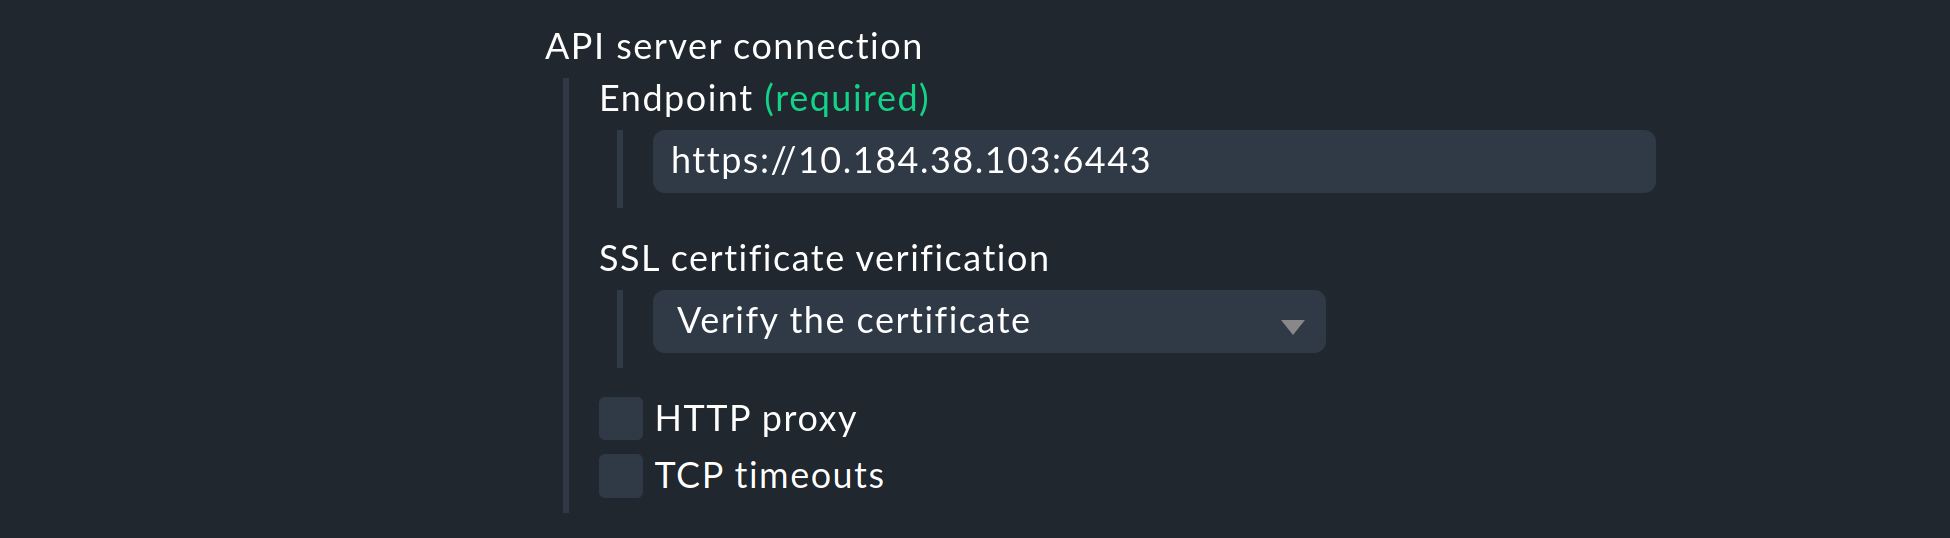 API server connection
Endpoint (required)
https://10.184.38.103:6443
SSL certificate verification
Verify the certificate
HTTP proxy
TCP timeouts